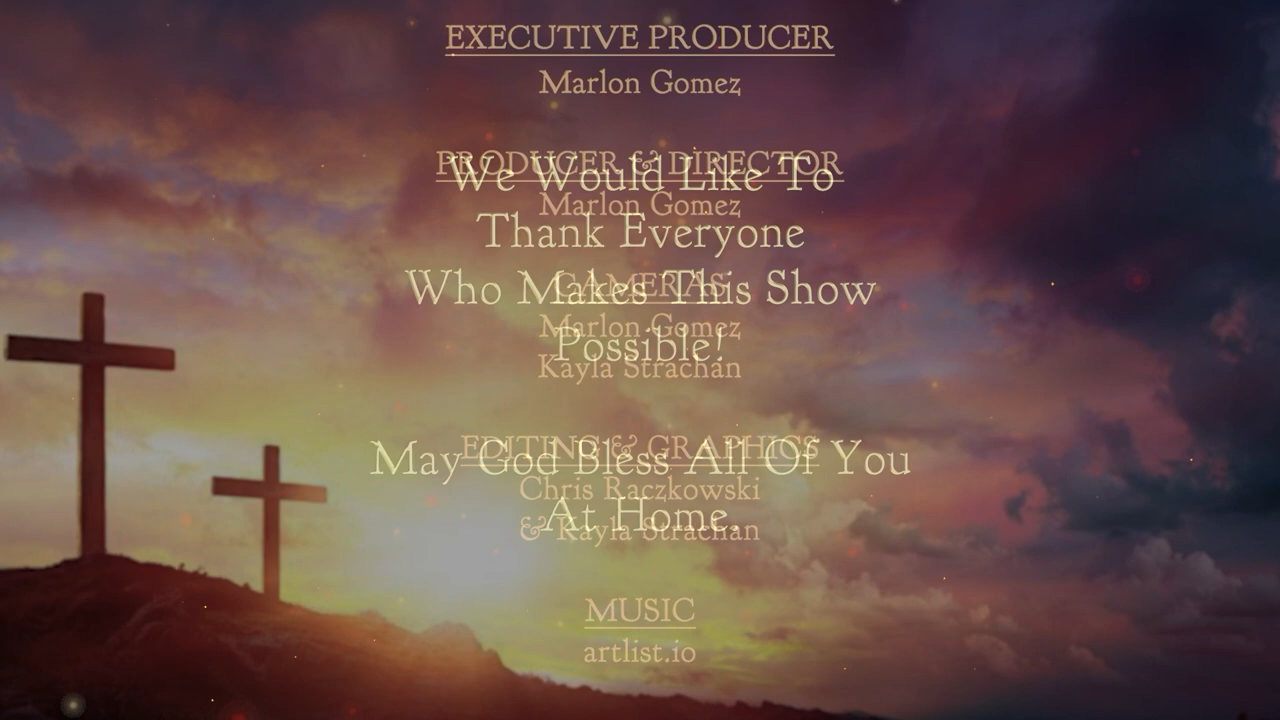 EXECUTIVE PRODUCER
Marlon Gomez
PRODUCER & DIRECTOR
Marlon Gomez
CAMERAS
Marlon Gomez
Kayla Strachan
EDITING & GRAPHICS
Chris Raczkowski
& Kayla Strachan
MUSIC
artlist.io
We Would Like To
Thank Everyone
Who Makes This Show
Possible!
May God Bless All Of You
At Home.